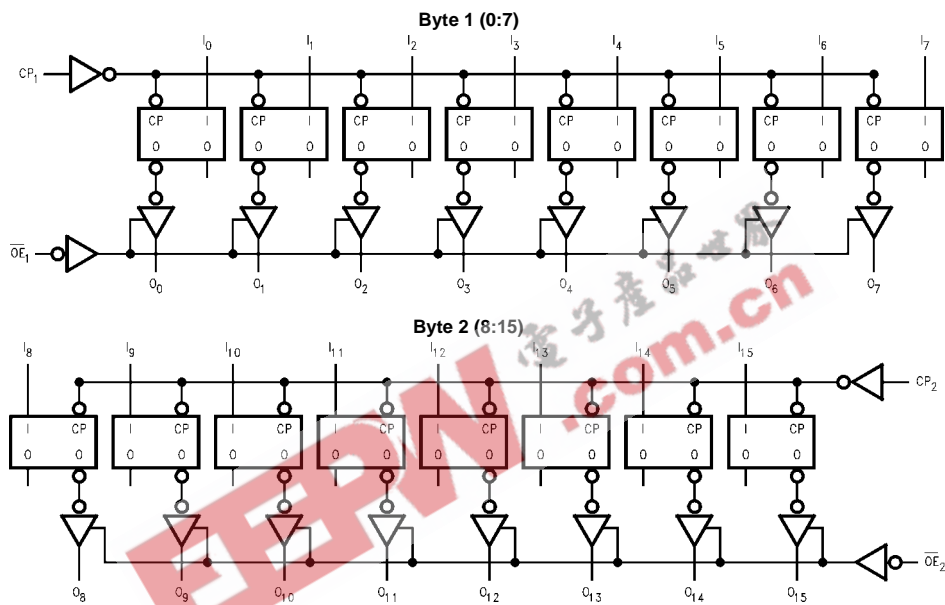 Byte 1 (0:7)
I0 I1 I2 I3 I4 I5 I6 I7
CP1
CP I CP I CP I CP I CP I CP I CP I CP I
O O O O O O O O O O O O O O O O
OE1
O0 O1 O2 O3 O4 O5 O6 O7
電子產品世界
.com.cn
Byte 2 (8:15)
I8 I9 I10 I11 I12 I13 I14 I15
CP2
I CP I CP I CP I CP I CP I CP I CP I CP
O O O O O O O O O O O O O O O O
EEPW
OE2
O8 O9 O10 O11 O12 O13 O14 O15